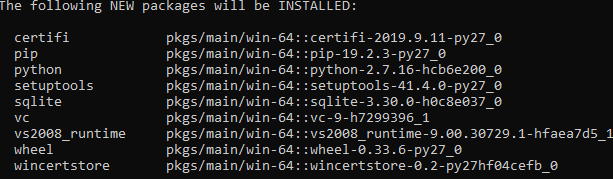 The following NEW packages will be INSTALLED:
certifi pkgs/main/win-64::certifi-2019.9.11-py27_0
pip pkgs/main/win-64::pip-19.2.3-py27_0
python pkgs/main/win-64::python-2.7.16-hcb6e200_0
setuptools pkgs/main/win-64::setuptools-41.4.0-py27_0
sqlite pkgs/main/win-64::sqlite-3.30.0-h0c8e037_0
vc pkgs/main/win-64::vc-9-h7299396_1
vs2008_runtime pkgs/main/win-64::vs2008_runtime-9.00.30729.1-hfaea7d5_1
wheel pkgs/main/win-64::wheel-0.33.6-py27_0
wincertstore pkgs/main/win-64::wincertstore-0.2-py27hf04cefb_0